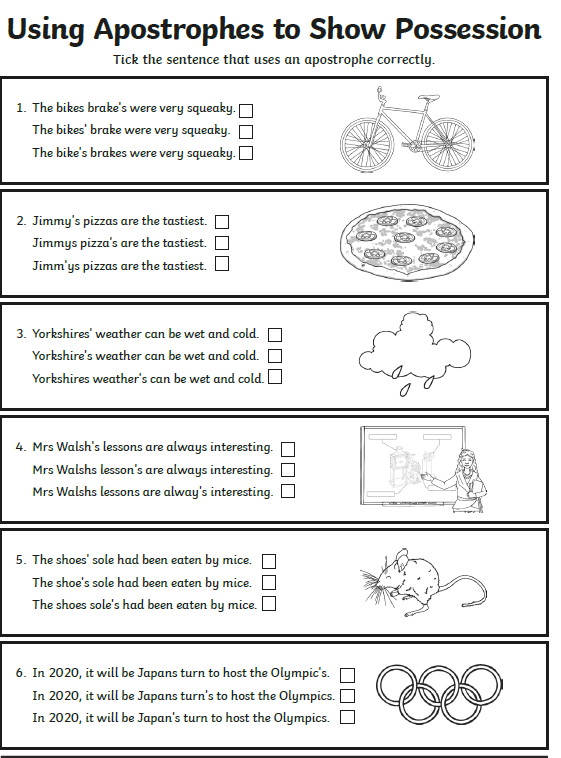 Using Apostrophes to Show Possession
Tick the sentence that uses an apostrophe correctly.
1. The bikes brake's were very squeaky.
The bikes' brake were very squeaky.
The bike's brakes were very squeaky.
2. Jimmy's pizzas are the tastiest.
Jimmys pizza's are the tastiest.
Jimm'ys pizzas are the tastiest.
3. Yorkshires' weather can be wet and cold.
Yorkshire's weather can be wet and cold.
Yorkshires weather's can be wet and cold.
4. Mrs Walsh's lessons are always interesting.
Mrs Walshs lesson's are always interesting.
Mrs Walshs lessons are alway's interesting.
5. The shoes' sole had been eaten by mice.
The shoe's sole had been eaten by mice.
The shoes sole's had been eaten by mice.
6. In 2020, it will be Japans turn to host the Olympic's.
In 2020, it will be Japans turn's to host the Olympics.
In 2020, it will be Japan's turn to host the Olympics.